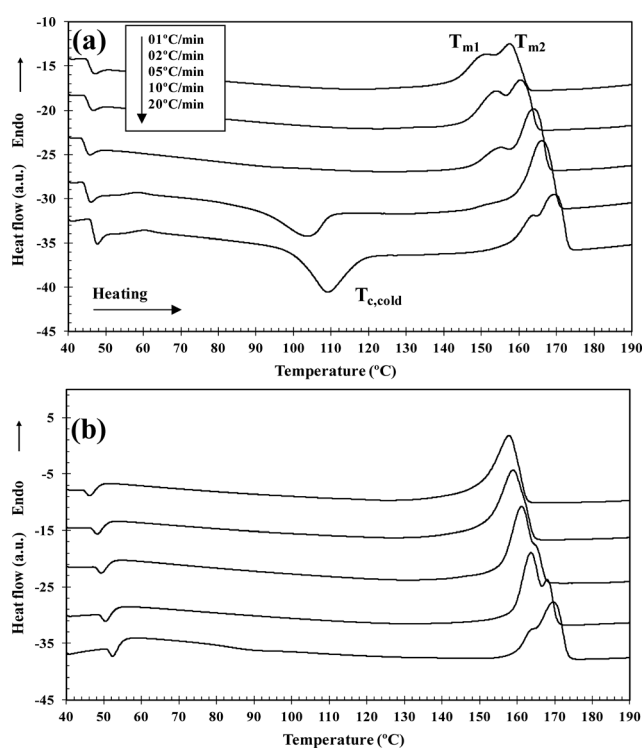 (a)
01ºC/min
02ºC/min
05ºC/min
10ºC/min
20ºC/min
Tm1
Tm2
Tc,cold
Heating
Heat flow (a.u.) Endo
-10
-15
-20
-25
-30
-35
-40
-45
40 50 60 70 80 90 100 110 120 130 140 150 160 170 180 190
Temperature (ºC)
(b)
Heat flow (a.u.) Endo
5
-5
-15
-25
-35
-45
40 50 60 70 80 90 100 110 120 130 140 150 160 170 180 190
Temperature (ºC)